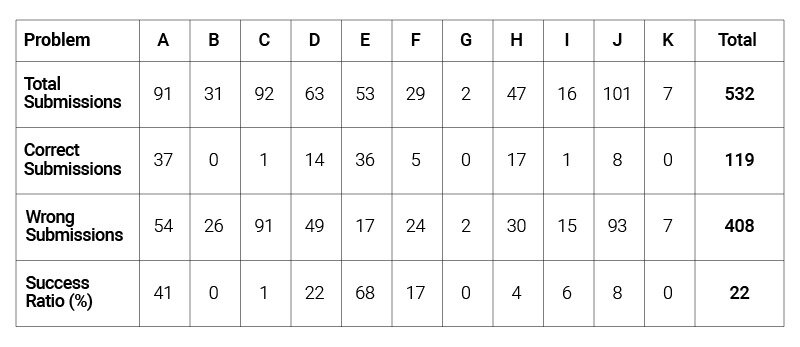 Problem A B C D E F G H I J K Total
Total
Submissions 91 31 92 63 53 29 2 47 16 101 7 532
Correct
Submissions 37 0 1 14 36 5 0 17 1 8 0 119
Wrong
Submissions 54 26 91 49 17 24 2 30 15 93 7 408
Success
Ratio (%) 41 0 1 22 68 17 0 4 6 8 0 22